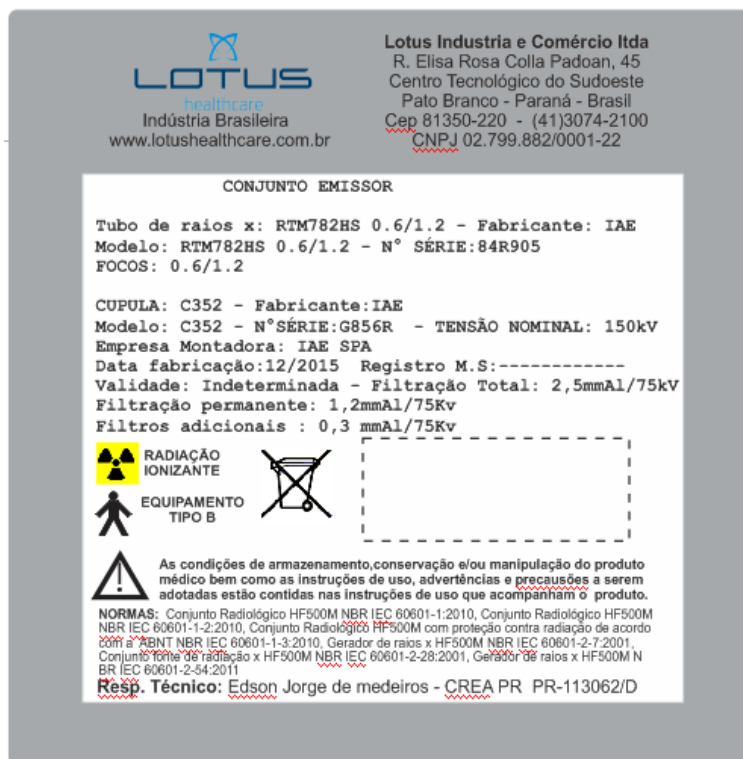 LOTUS
healthcare
Indústria Brasileira
www.lotushealthcare.com.br
Lotus Industria e Comércio ltda
R. Elisa Rosa Colla Padoan, 45
Centro Tecnológico do Sudoeste
Pato Branco - Paraná - Brasil
Cep 81350-220 - (41)3074-2100
CNPJ 02.799.882/0001-22
CONJUNTO EMISSOR
Tubo de raios x: RTM782HS 0.6/1.2 - Fabricante: IAE
Modelo: RTM782HS 0.6/1.2 - N° SÉRIE:84R905
FOCOS: 0.6/1.2
CUPULA: C352 - Fabricante:IAE
Modelo: C352 - N°SÉRIE:G856R - TENSÃO NOMINAL: 150kV
Empresa Montadora: IAE SPA
Data fabricação:12/2015 Registro M.S:------------
Validade: Indeterminada - Filtração Total: 2,5mmAl/75kV
Filtração permanente: 1,2mmAl/75Kv
Filtros adicionais : 0,3 mmAl/75Kv
RADIAÇÃO
IONIZANTE
EQUIPAMENTO
TIPO B
As condições de armazenamento,conservação e/ou manipulação do produto
médico bem como as instruções de uso, advertências e precausões a serem
adotadas estão contidas nas instruções de uso que acompanham o produto.
NORMAS: Conjunto Radiológico HF500M NBR IEC 60601-1:2010, Conjunto Radiológico HF500M
NBR IEC 60601-1-2:2010, Conjunto Radiológico HF500M com proteção contra radiação de acordo
com a ABNT NBR IEC 60601-1-3:2010, Gerador de raios x HF500M NBR IEC 60601-2-7:2001,
Conjunto fonte de radiação x HF500M NBR IEC 60601-2-28:2001, Gerador de raios x HF500M N
BR IEC 60601-2-54:2011
Resp. Técnico: Edson Jorge de medeiros - CREA PR PR-113062/D